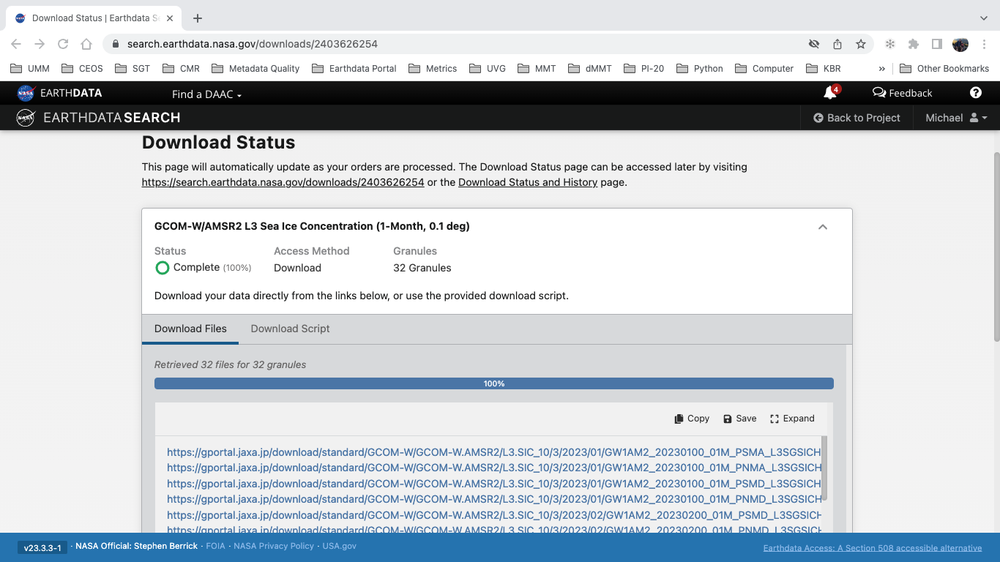 Download Status | Earthdata S
search.earthdata.nasa.gov/downloads/2403626254
UMM CEOS SGT CMR Metadata Quality Earthdata Portal Metrics UVG MMT dMMT PI-20 Python Computer KBR » Other Bookmarks
NASA EARTHDATA Find a DAAC 4 Feedback ?
NASA EARTHDATA SEARCH Back to Project Michael
Download Status
This page will automatically update as your orders are processed. The Download Status page can be accessed later by visiting
https://search.earthdata.nasa.gov/downloads/2403626254 or the Download Status and History page.
GCOM-W/AMSR2 L3 Sea Ice Concentration (1-Month, 0.1 deg)
Status Access Method Granules
Complete (100%) Download 32 Granules
Download your data directly from the links below, or use the provided download script.
Download Files Download Script
Retrieved 32 files for 32 granules
100%
Copy Save Expand
https://gportal.jaxa.jp/download/standard/GCOM-W/GCOM-W.AMSR2/L3.SIC_10/3/2023/01/GW1AM2_20230100_01M_PSMA_L3SGSICH
https://gportal.jaxa.jp/download/standard/GCOM-W/GCOM-W.AMSR2/L3.SIC_10/3/2023/01/GW1AM2_20230100_01M_PNMA_L3SGSICH
https://gportal.jaxa.jp/download/standard/GCOM-W/GCOM-W.AMSR2/L3.SIC_10/3/2023/01/GW1AM2_20230100_01M_PSMD_L3SGSICH
https://gportal.jaxa.jp/download/standard/GCOM-W/GCOM-W.AMSR2/L3.SIC_10/3/2023/01/GW1AM2_20230100_01M_PNMD_L3SGSICH
https://gportal.jaxa.jp/download/standard/GCOM-W/GCOM-W.AMSR2/L3.SIC_10/3/2023/02/GW1AM2_20230200_01M_PSMD_L3SGSICH
https://gportal.jaxa.jp/download/standard/GCOM-W/GCOM-W.AMSR2/L3.SIC_10/3/2023/02/GW1AM2_20230200_01M_PNMD_L3SGSICH
v23.3.3-1 · NASA Official: Stephen Berrick · FOIA · NASA Privacy Policy · USA.gov Earthdata Access: A Section 508 accessible alternative